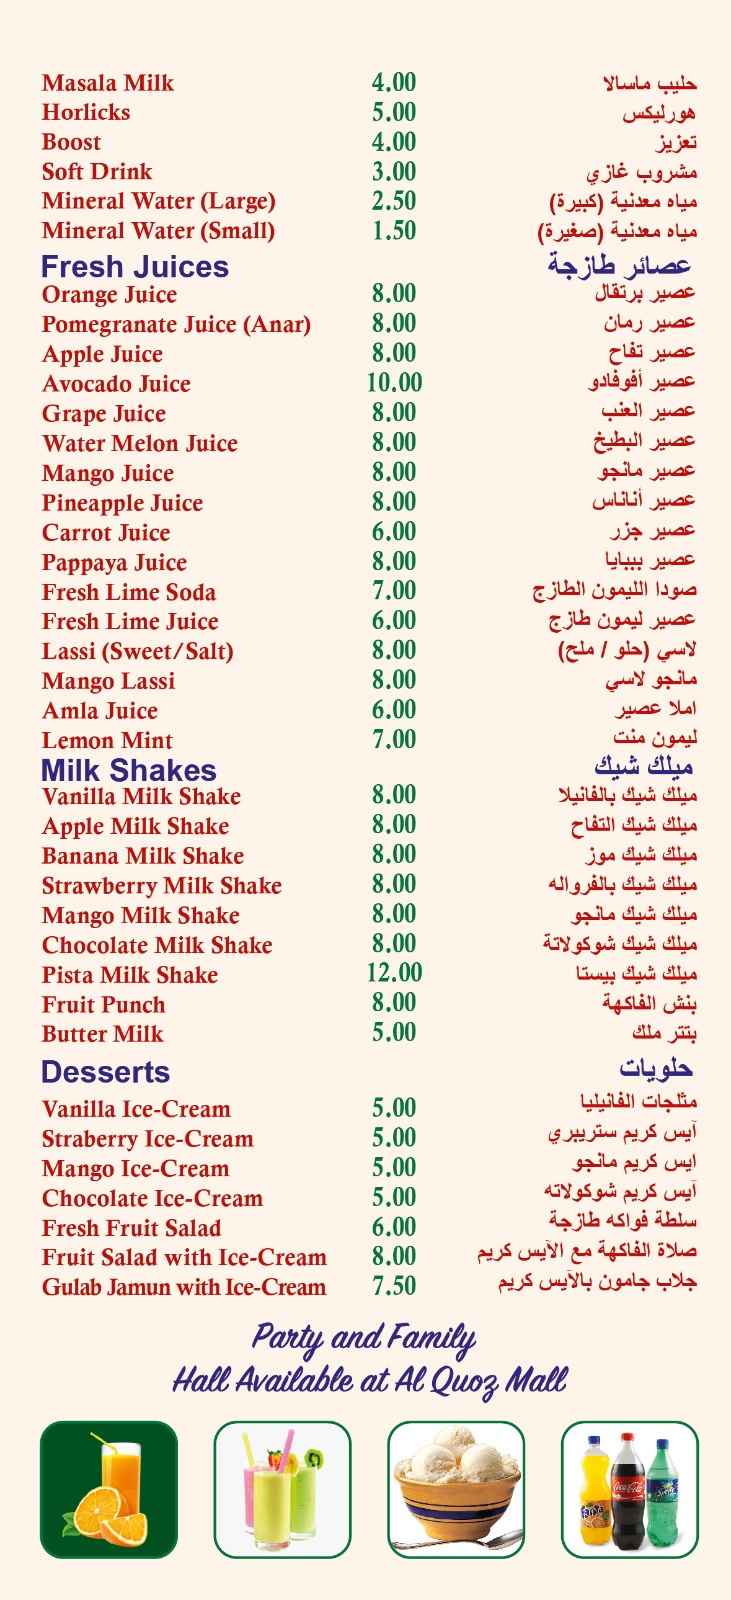 Masala Milk 4.00 حليب ماسالا
Horlicks 5.00 هورليكس
Boost 4.00 تعزيز
Soft Drink 3.00 مشروب غازي
Mineral Water (Large) 2.50 مياه معدنية (كبيرة)
Mineral Water (Small) 1.50 مياه معدنية (صغيرة)
Fresh Juices عصائر طازجة
Orange Juice 8.00 عصير برتقال
Pomegranate Juice (Anar) 8.00 عصير رمان
Apple Juice 8.00 عصير تفاح
Avocado Juice 10.00 عصير أفوفادو
Grape Juice 8.00 عصير العنب
Water Melon Juice 8.00 عصير البطيخ
Mango Juice 8.00 عصير مانجو
Pineapple Juice 8.00 عصير أناناس
Carrot Juice 6.00 عصير جزر
Pappaya Juice 8.00 عصير بببايا
Fresh Lime Soda 7.00 صودا الليمون الطازج
Fresh Lime Juice 6.00 عصير ليمون طازج
Lassi (Sweet/Salt) 8.00 لاسي (حلو / ملح)
Mango Lassi 8.00 مانجو لاسي
Amla Juice 6.00 املا عصير
Lemon Mint 7.00 ليمون منت
Milk Shakes ميلك شيك
Vanilla Milk Shake 8.00 ميلك شيك بالفانيلا
Apple Milk Shake 8.00 ميلك شيك التفاح
Banana Milk Shake 8.00 ميلك شيك موز
Strawberry Milk Shake 8.00 ميلك شيك بالفرواله
Mango Milk Shake 8.00 ميلك شيك مانجو
Chocolate Milk Shake 8.00 ميلك شيك شوكولاتة
Pista Milk Shake 12.00 ميلك شيك بيستا
Fruit Punch 8.00 بنش الفاكهة
Butter Milk 5.00 بتتر ملك
Desserts حلويات
Vanilla Ice-Cream 5.00 مثلجات الفانيليا
Straberry Ice-Cream 5.00 آيس كريم ستريبري
Mango Ice-Cream 5.00 ايس كريم مانجو
Chocolate Ice-Cream 5.00 آيس كريم شوكولاته
Fresh Fruit Salad 6.00 سلطة فواكه طازجة
Fruit Salad with Ice-Cream 8.00 صلاة الفاكهة مع الآيس كريم
Gulab Jamun with Ice-Cream 7.50 جلاب جامون بالآيس كريم
Party and Family
Hall Available at Al Quoz Mall
Fanta Coca-Cola Sprite